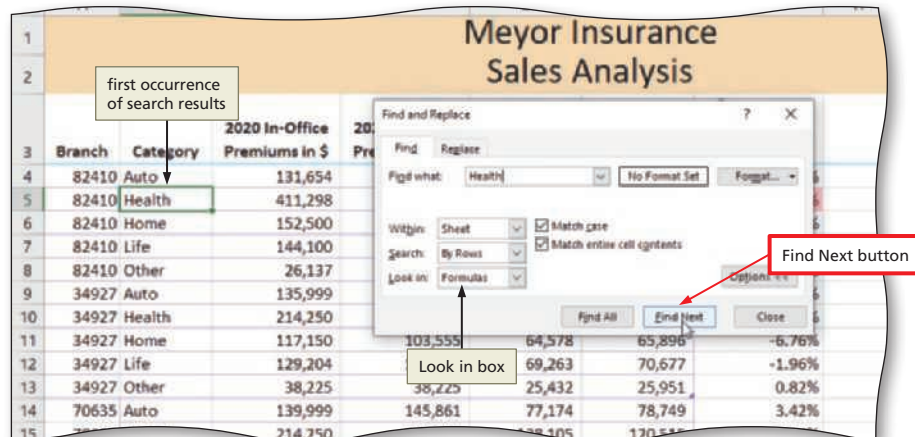 1 Meyor Insurance
2 Sales Analysis
first occurrence
of search results
2020 In-Office
3 Branch Category Premiums in $
4 82410 Auto 131,654
5 82410 Health 411,298
6 82410 Home 152,500
7 82410 Life 144,100
8 82410 Other 26,137
9 34927 Auto 135,999
10 34927 Health 214,250
11 34927 Home 117,150 103,555 64,578 65,896 -6.76%
12 34927 Life 129,204 69,263 70,677 -1.96%
13 34927 Other 38,225 38,225 25,432 25,951 0.82%
14 70635 Auto 139,999 145,861 77,174 78,749 3.42%
15
Find and Replace ? X
Find Replace
Find what: Health No Format Set Format...
Within: Sheet Match case
Search: By Rows Match entire cell contents
Look in: Formulas
Options <<
Find All Find Next Close
Find Next button
Look in box